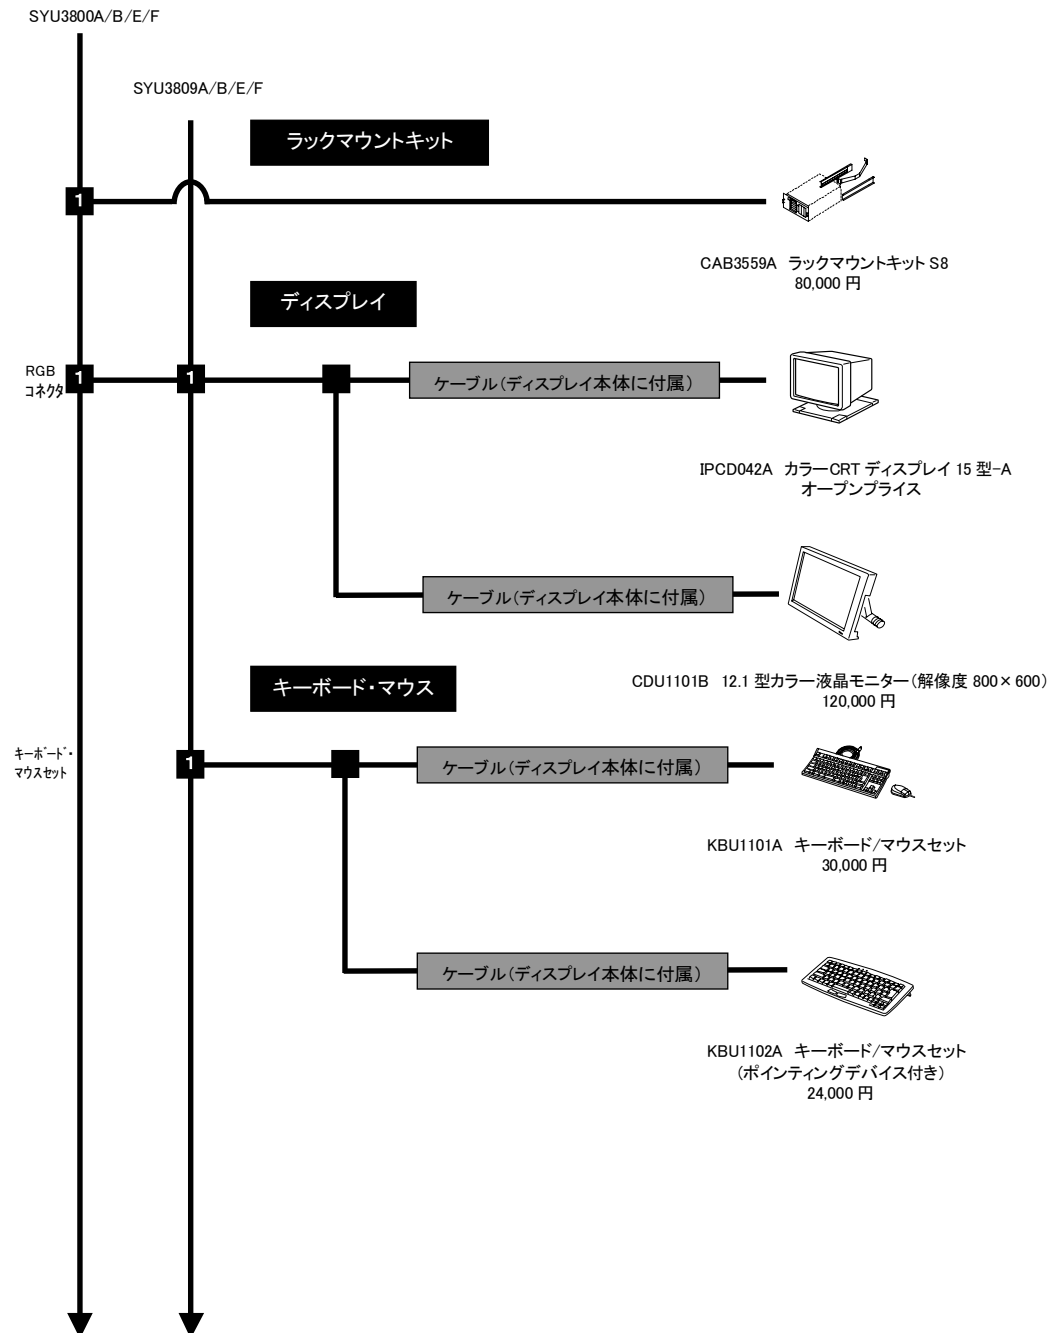 SYU3800A/B/E/F
SYU3809A/B/E/F
ラックマウントキット
1
CAB3559A ラックマウントキット S8
80,000 円
ディスプレイ
RGB
コネクタ
1
1
ケーブル(ディスプレイ本体に付属)
IPCD042A カラーCRT ディスプレイ 15 型-A
オープンプライス
ケーブル(ディスプレイ本体に付属)
CDU1101B 12.1 型カラー液晶モニター(解像度 800×600)
120,000 円
キーボード・マウス
キーボード・
マウスセット
1
ケーブル(ディスプレイ本体に付属)
KBU1101A キーボード/マウスセット
30,000 円
ケーブル(ディスプレイ本体に付属)
KBU1102A キーボード/マウスセット
(ポインティングデバイス付き)
24,000 円